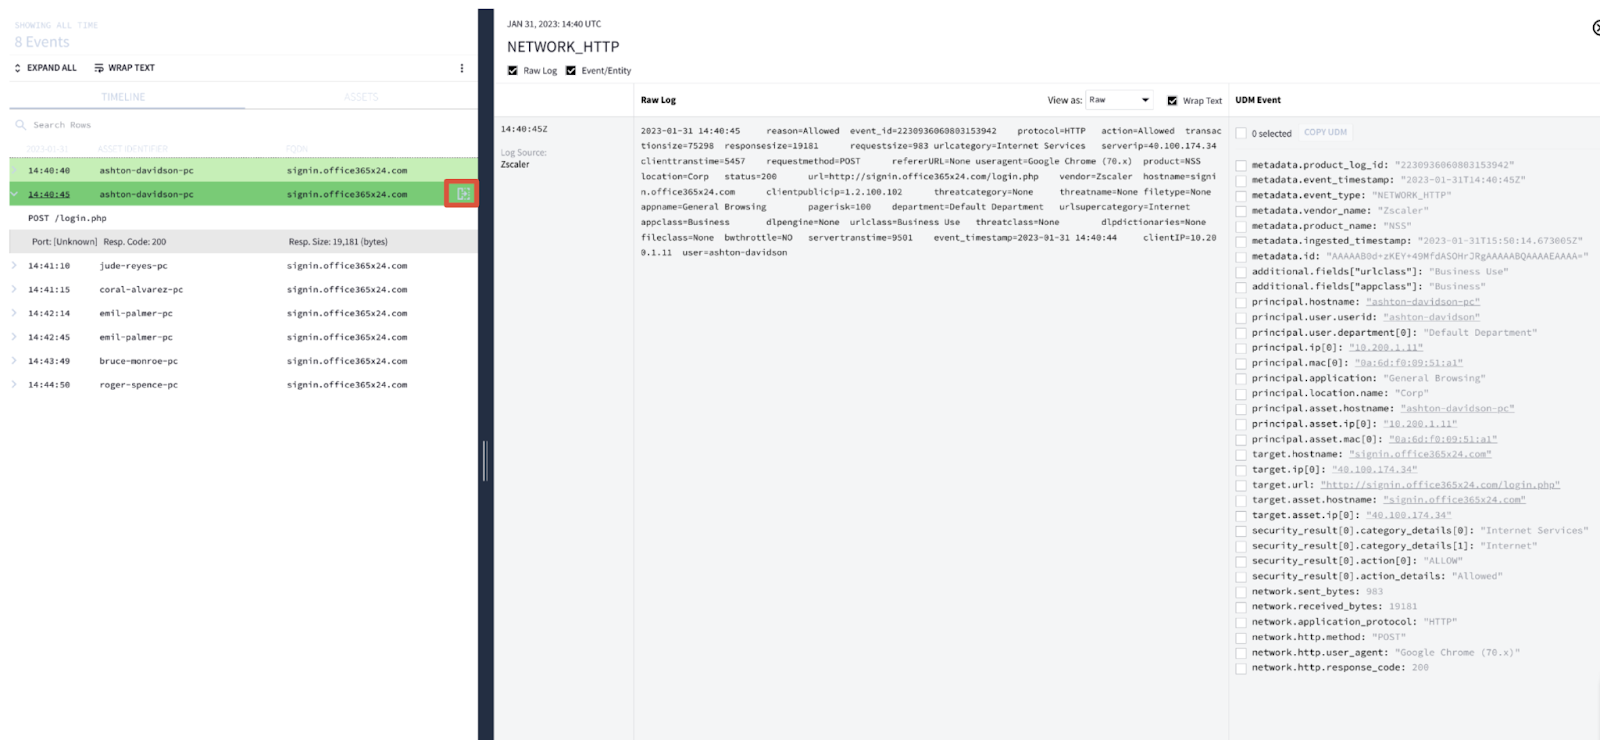 SHOWING ALL TIME
8 Events
EXPAND ALL WRAP TEXT
TIMELINE ASSETS
Search Rows
2023-01-31 ASSET IDENTIFIER FQDN
14:40:40 ashton-davidson-pc signin.office365x24.com
14:40:45 ashton-davidson-pc signin.office365x24.com
POST /login.php
Port: [Unknown] Resp. Code: 200 Resp. Size: 19,181 (bytes)
14:41:10 jude-reyes-pc signin.office365x24.com
14:41:15 coral-alvarez-pc signin.office365x24.com
14:42:14 emil-palmer-pc signin.office365x24.com
14:42:45 emil-palmer-pc signin.office365x24.com
14:43:49 bruce-monroe-pc signin.office365x24.com
14:44:50 roger-spence-pc signin.office365x24.com
JAN 31, 2023: 14:40 UTC
NETWORK_HTTP
Raw Log Event/Entity
Raw Log View as: Raw Wrap Text
14:40:45Z
Log Source:
Zscaler
2023-01-31 14:40:45 reason=Allowed event_id=2230936060803153942 protocol=HTTP action=Allowed transac
tionsize=75298 responsesize=19181 requestsize=983 urlcategory=Internet Services serverip=40.100.174.34
clienttranstime=5457 requestmethod=POST refererURL=None useragent=Google Chrome (70.x) product=NSS
location=Corp status=200 url=http://signin.office365x24.com/login.php vendor=Zscaler hostname=signi
n.office365x24.com clientpublicip=1.2.100.102 threatcategory=None threatname=None filetype=None
appname=General Browsing pagerisk=100 department=Default Department urlsupercategory=Internet
appclass=Business dlpengine=None urlclass=Business Use threatclass=None dlpdictionaries=None
fileclass=None bwthrottle=NO servertranstime=9501 event_timestamp=2023-01-31 14:40:44 clientIP=10.20
0.1.11 user=ashton-davidson
UDM Event
0 selected COPY UDM
metadata.product_log_id: "2230936060803153942"
metadata.event_timestamp: "2023-01-31T14:40:45Z"
metadata.event_type: "NETWORK_HTTP"
metadata.vendor_name: "Zscaler"
metadata.product_name: "NSS"
metadata.ingested_timestamp: "2023-01-31T15:50:14.673005Z"
metadata.id: "AAAAAB0d+zKEY+49MfdASOHrJRgAAAAABQAAAAEAAAA="
additional.fields["urlclass"]: "Business Use"
additional.fields["appclass"]: "Business"
principal.hostname: "ashton-davidson-pc"
principal.user.userid: "ashton-davidson"
principal.user.department[0]: "Default Department"
principal.ip[0]: "10.200.1.11"
principal.mac[0]: "0a:6d:f0:09:51:a1"
principal.application: "General Browsing"
principal.location.name: "Corp"
principal.asset.hostname: "ashton-davidson-pc"
principal.asset.ip[0]: "10.200.1.11"
principal.asset.mac[0]: "0a:6d:f0:09:51:a1"
target.hostname: "signin.office365x24.com"
target.ip[0]: "40.100.174.34"
target.url: "http://signin.office365x24.com/login.php"
target.asset.hostname: "signin.office365x24.com"
target.asset.ip[0]: "40.100.174.34"
security_result[0].category_details[0]: "Internet Services"
security_result[0].category_details[1]: "Internet"
security_result[0].action[0]: "ALLOW"
security_result[0].action_details: "Allowed"
network.sent_bytes: 983
network.received_bytes: 19181
network.application_protocol: "HTTP"
network.http.method: "POST"
network.http.user_agent: "Google Chrome (70.x)"
network.http.response_code: 200